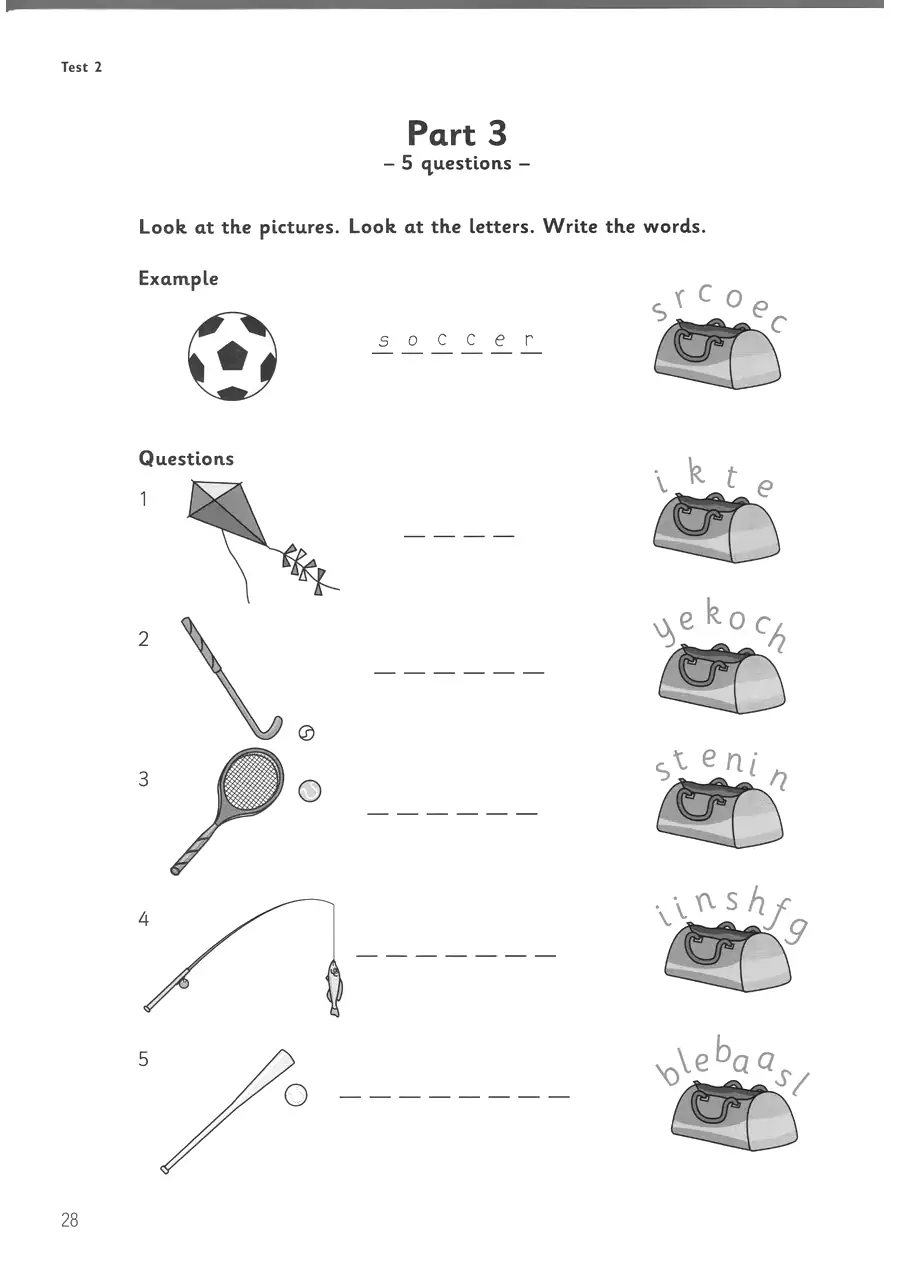 Test 2
Part 3
– 5 questions –
Look at the pictures. Look at the letters. Write the words.
Example
s o c c e r
s r c o e c
Questions
1
i k t e
2
y e k o c h
3
s t e n i n
4
i i n s h f g
5
b l e b a a s l
28